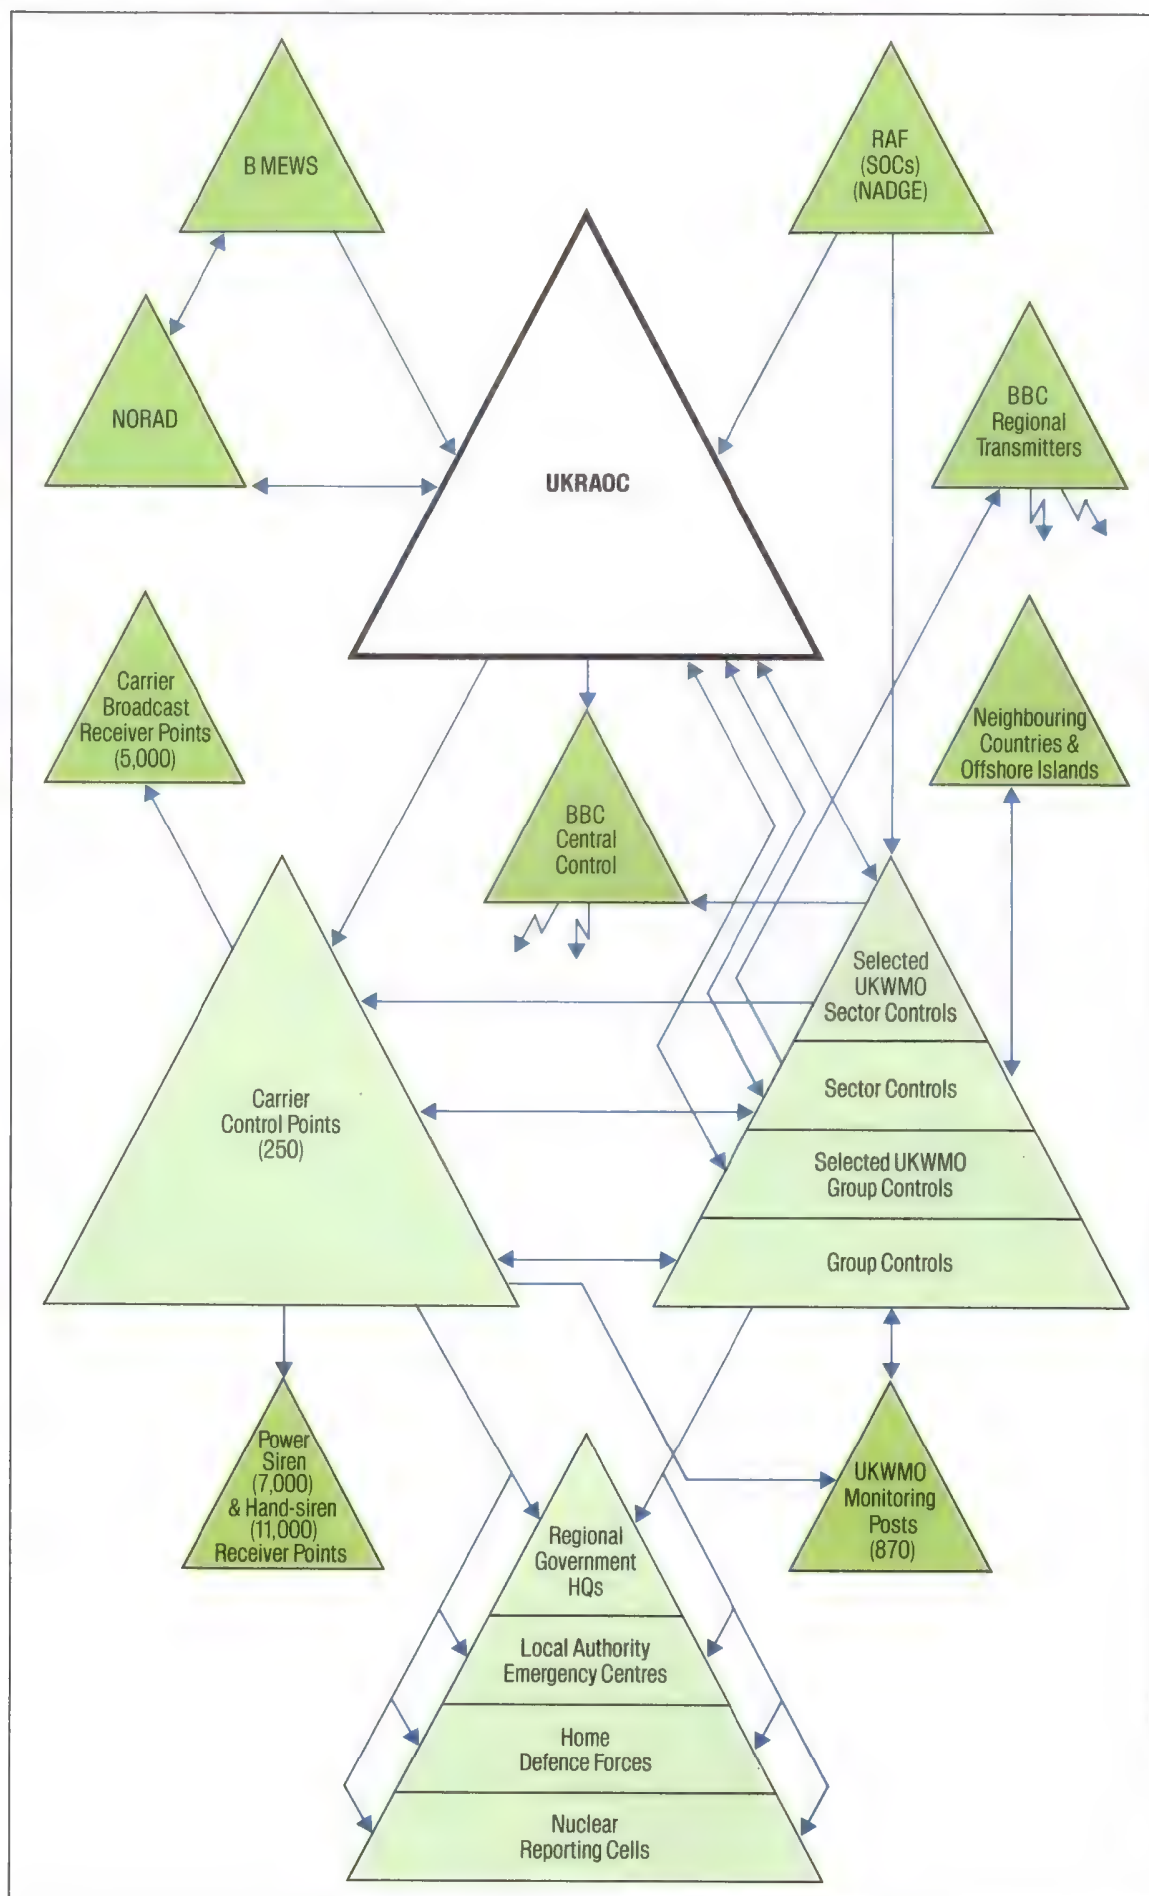 B MEWS
RAF
(SOCs)
(NADGE)
NORAD
UKRAOC
BBC
Regional
Transmitters
Carrier
Broadcast
Receiver Points
(5,000)
Neighbouring
Countries &
Offshore Islands
BBC
Central
Control
Selected
UKWMO
Sector Controls
Sector Controls
Selected UKWMO
Group Controls
Group Controls
Carrier
Control Points
(250)
Power
Siren
(7,000)
& Hand-siren
(11,000)
Receiver Points
UKWMO
Monitoring
Posts
(870)
Regional
Government
HQs
Local Authority
Emergency Centres
Home
Defence Forces
Nuclear
Reporting Cells